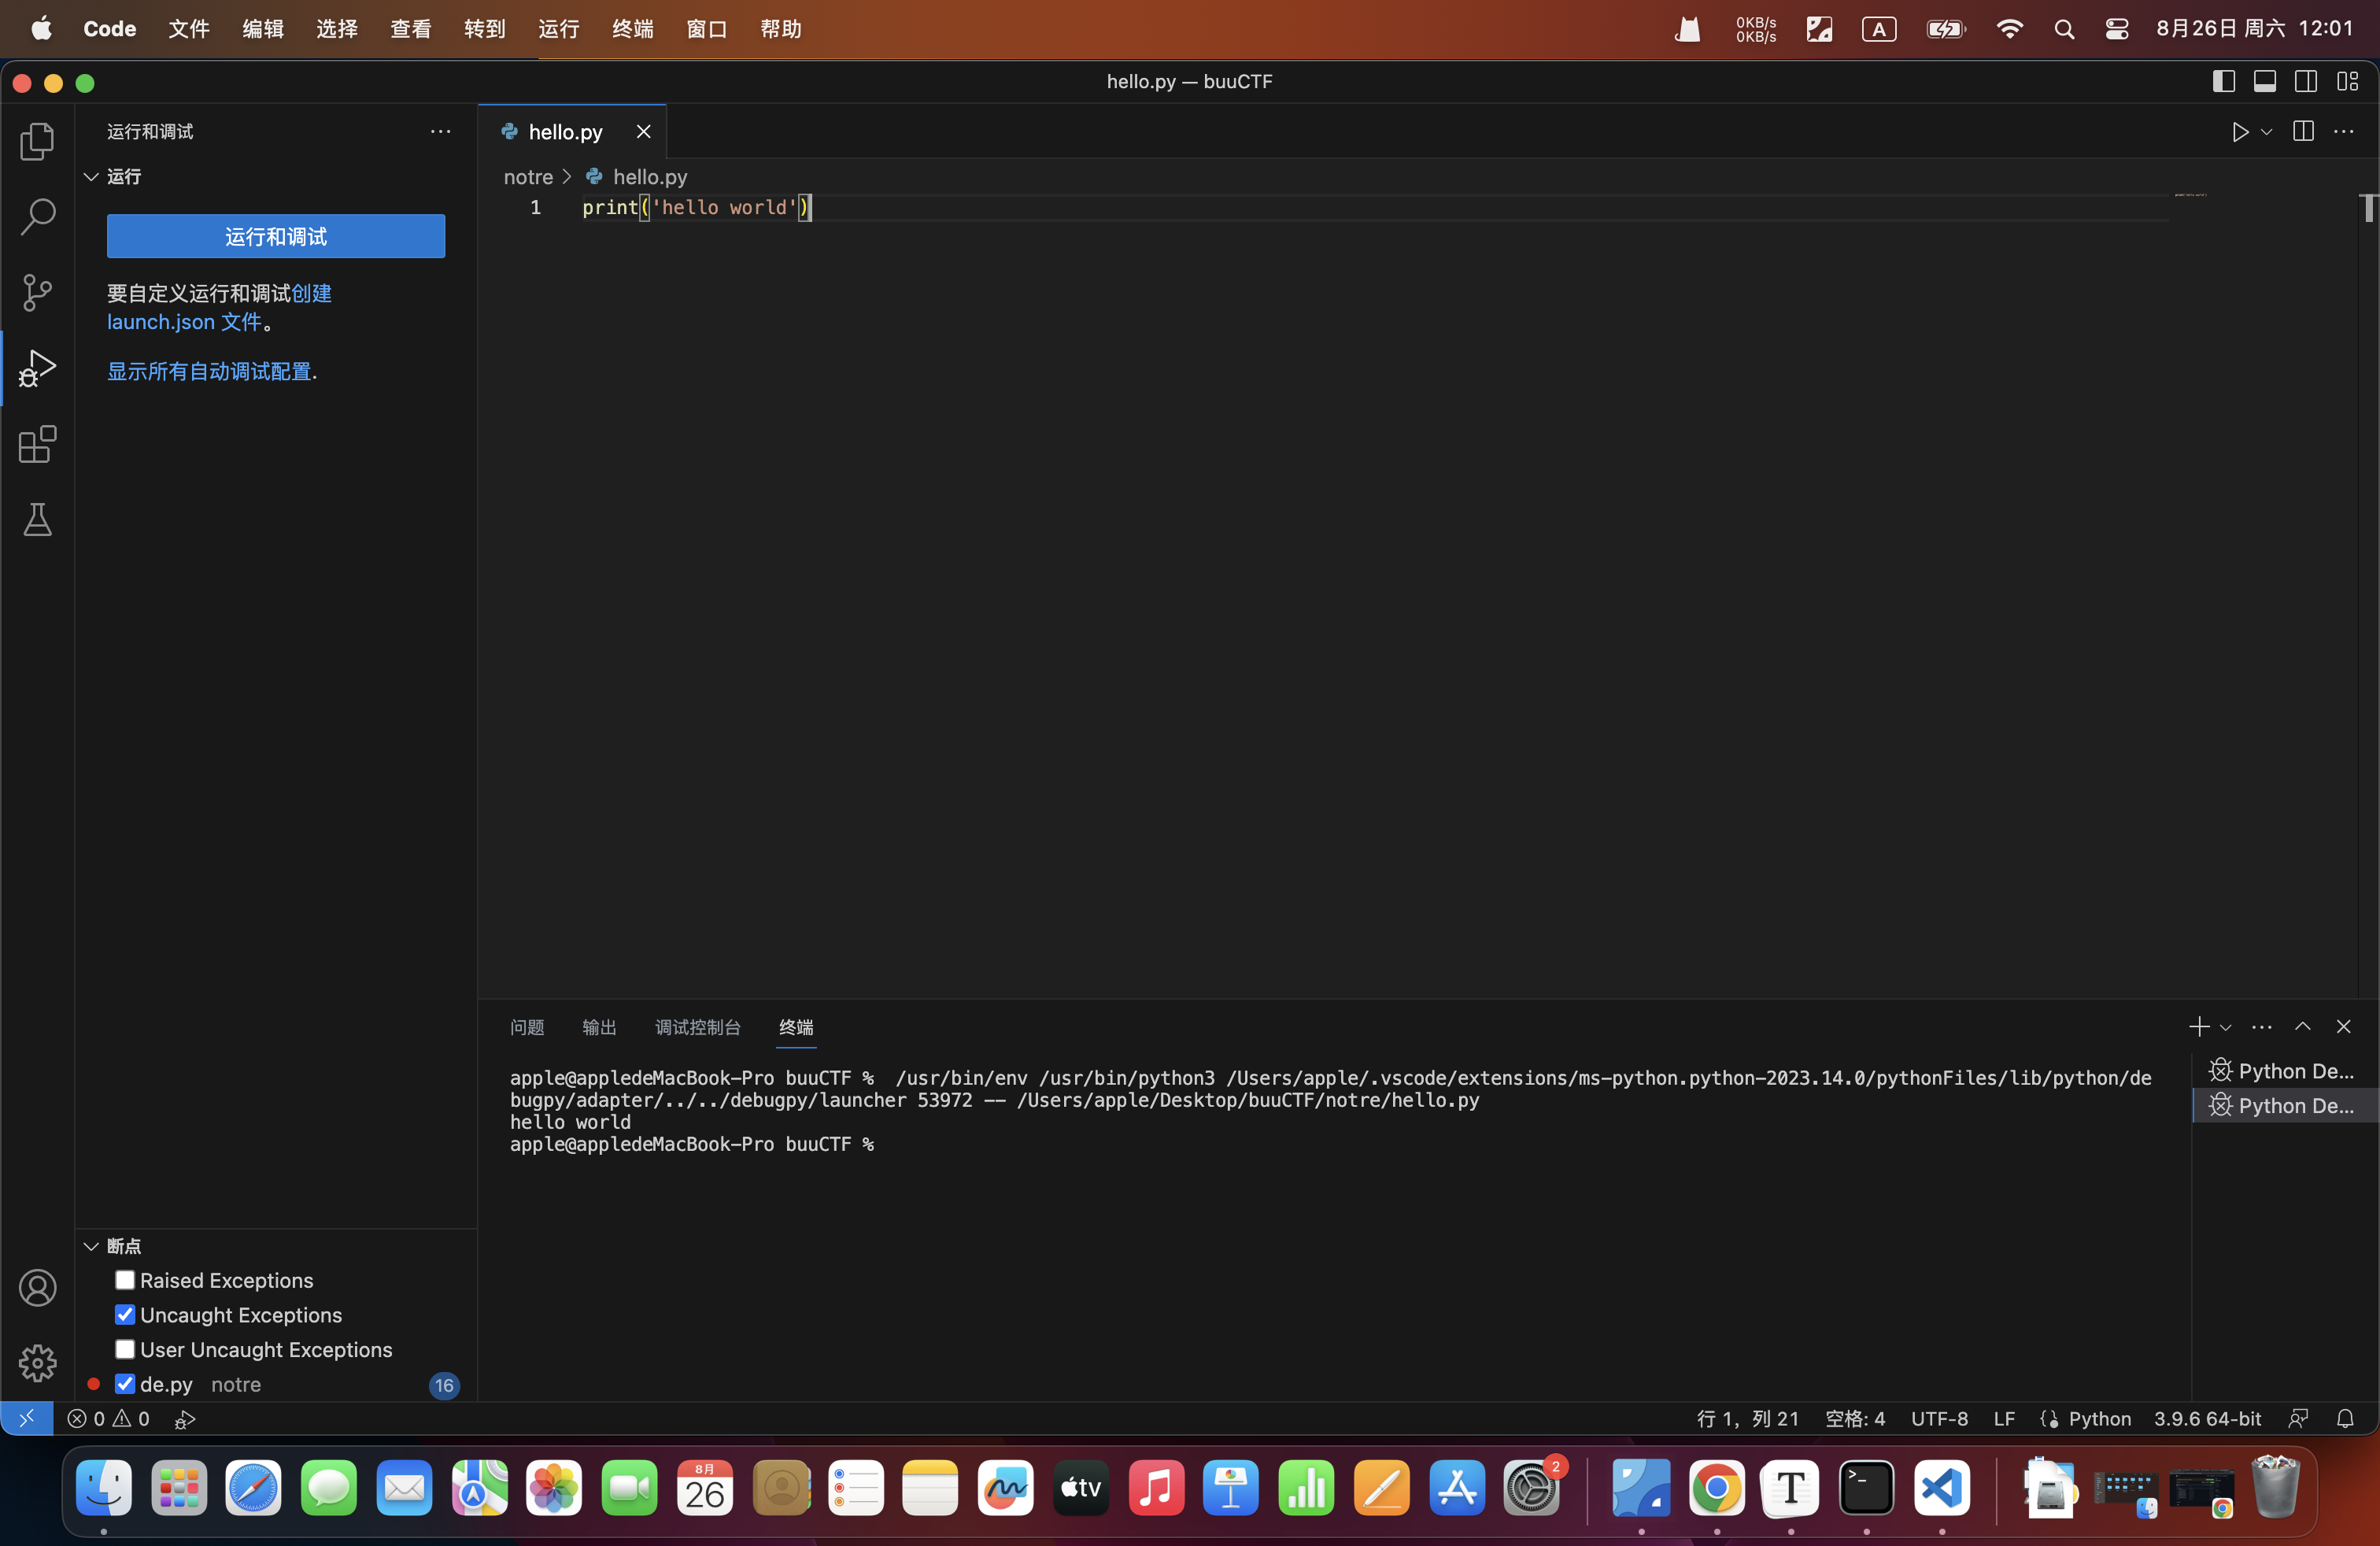 Code 文件 编辑 选择 查看 转到 运行 终端 窗口 帮助
0KB/s
0KB/s
A
8月26日 周六 12:01
hello.py — buuCTF
运行和调试
hello.py
运行
notre > hello.py
运行和调试
1 print('hello world')
要自定义运行和调试创建
launch.json 文件。
显示所有自动调试配置.
问题 输出 调试控制台 终端
apple@appledeMacBook-Pro buuCTF %  /usr/bin/env /usr/bin/python3 /Users/apple/.vscode/extensions/ms-python.python-2023.14.0/pythonFiles/lib/python/de
bugpy/adapter/../../debugpy/launcher 53972 -- /Users/apple/Desktop/buuCTF/notre/hello.py
hello world
apple@appledeMacBook-Pro buuCTF %
Python De...
Python De...
断点
Raised Exceptions
Uncaught Exceptions
User Uncaught Exceptions
de.py notre 16
0 0
行 1，列 21 空格: 4 UTF-8 LF Python 3.9.6 64-bit
8月
26
tv
2
T
>_